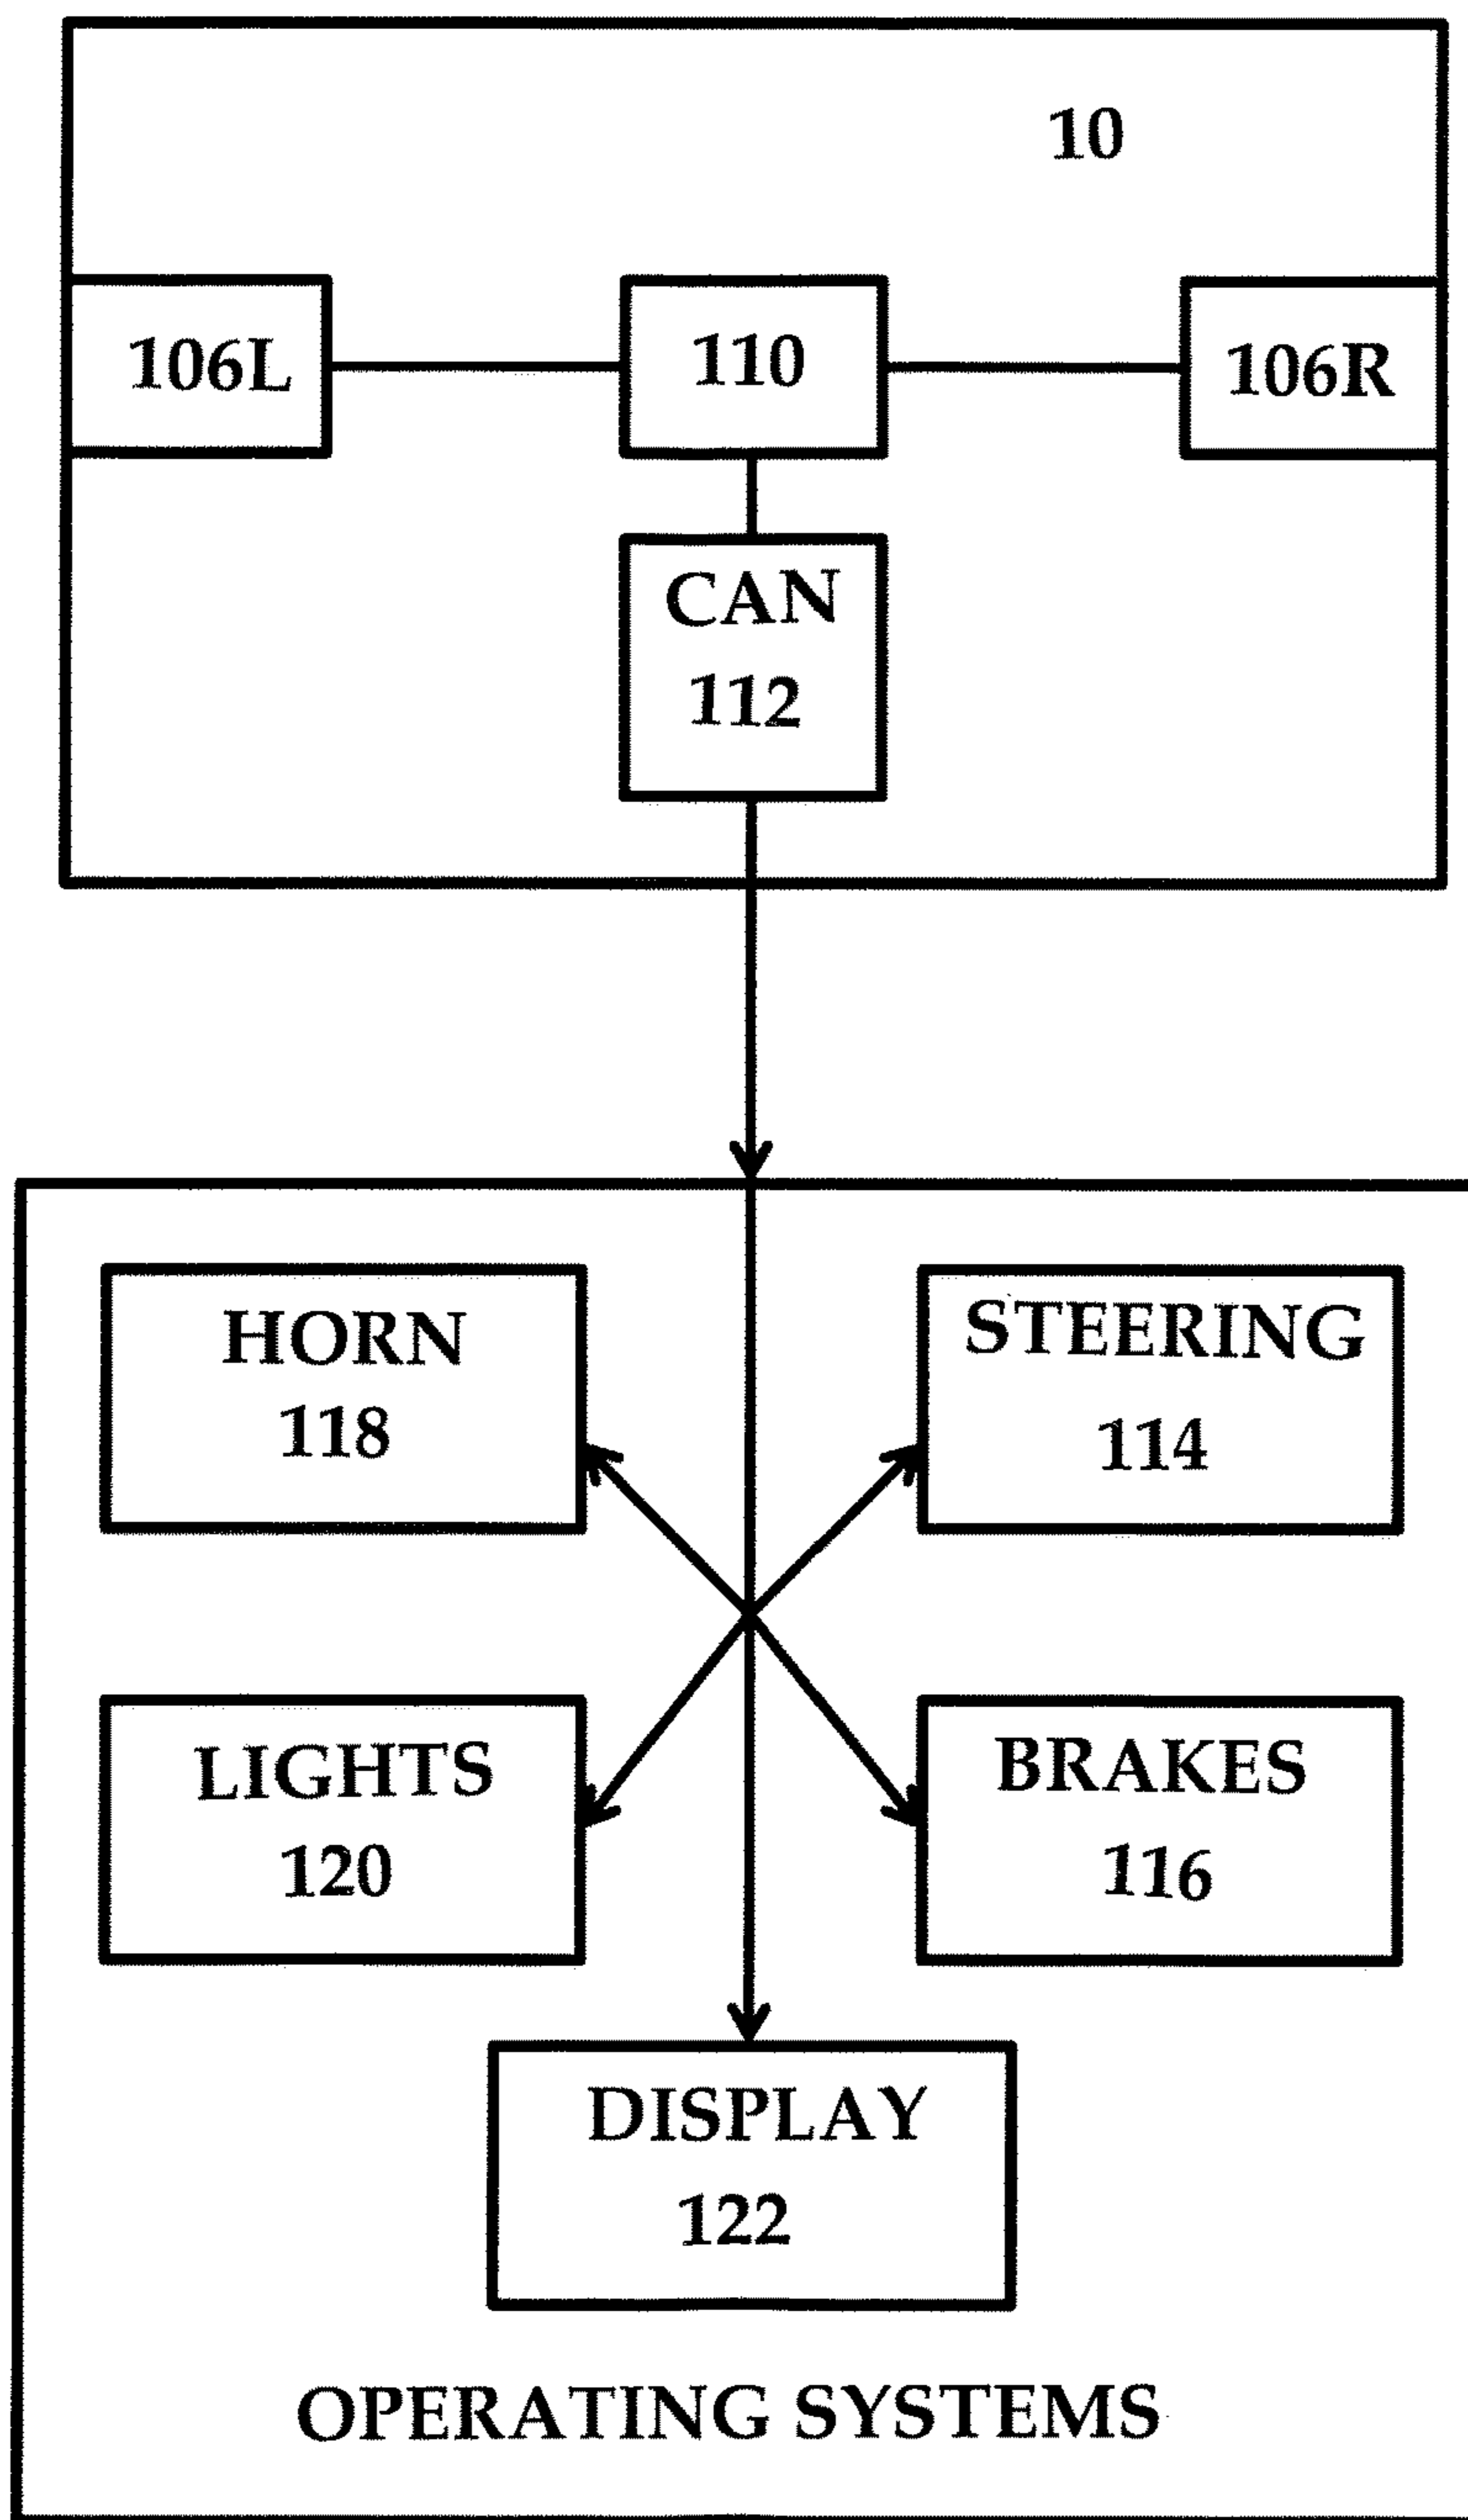 10
106L
110
106R
CAN
112
HORN
118
STEERING
114
LIGHTS
120
BRAKES
116
DISPLAY
122
OPERATING SYSTEMS